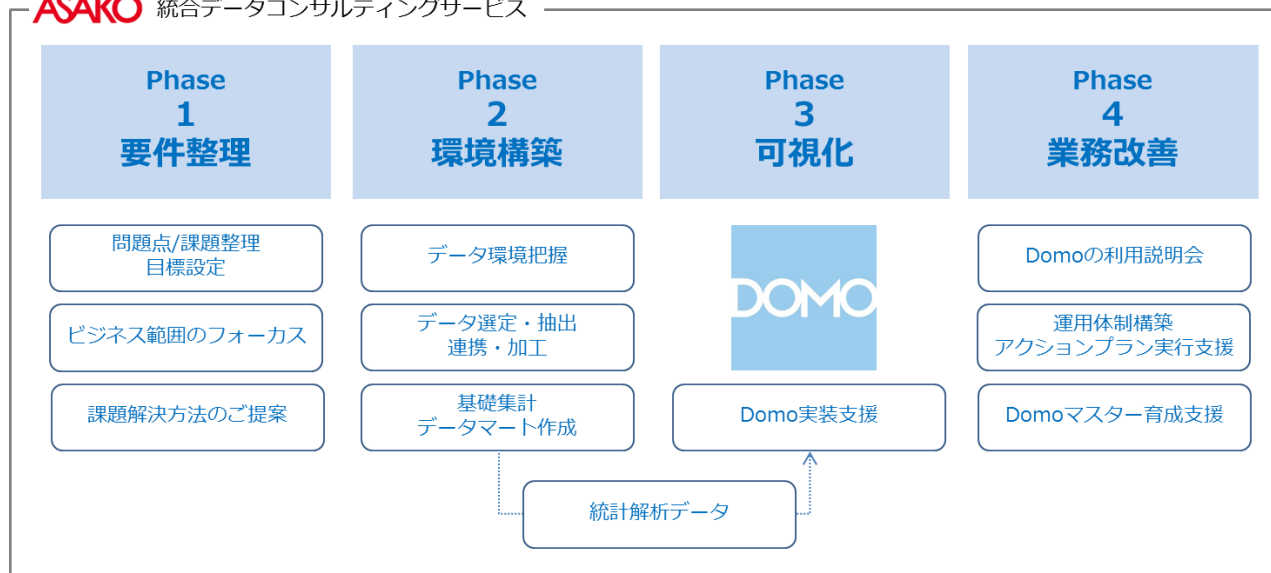 ASAKO 統合データコンサルティングサービス
Phase
1
要件整理
Phase
2
環境構築
Phase
3
可視化
Phase
4
業務改善
問題点/課題整理
目標設定
ビジネス範囲のフォーカス
課題解決方法のご提案
データ環境把握
データ選定・抽出
連携・加工
基礎集計
データマート作成
統計解析データ
DOMO
Domo実装支援
Domoの利用説明会
運用体制構築
アクションプラン実行支援
Domoマスター育成支援